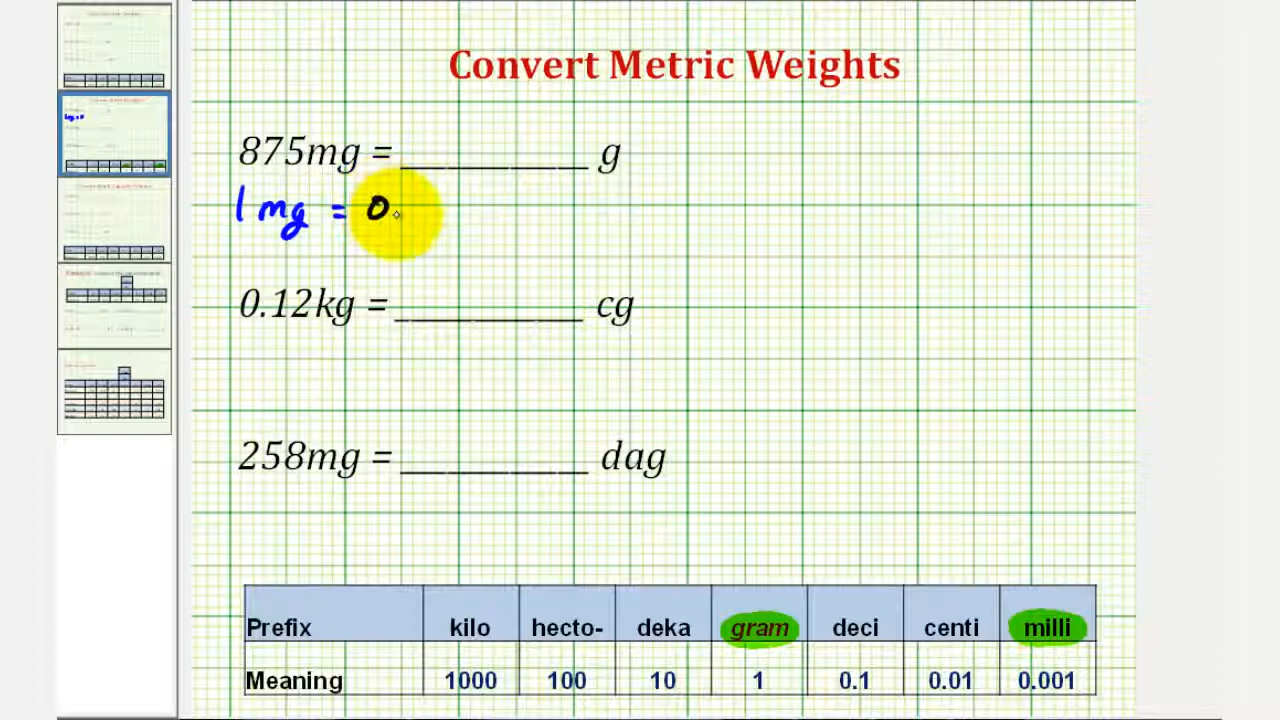 Convert Metric Weights
875mg = __________ g
1 mg = 0.
0.12kg = __________ cg
258mg = __________ dag
Prefix kilo hecto- deka gram deci centi milli
Meaning 1000 100 10 1 0.1 0.01 0.001